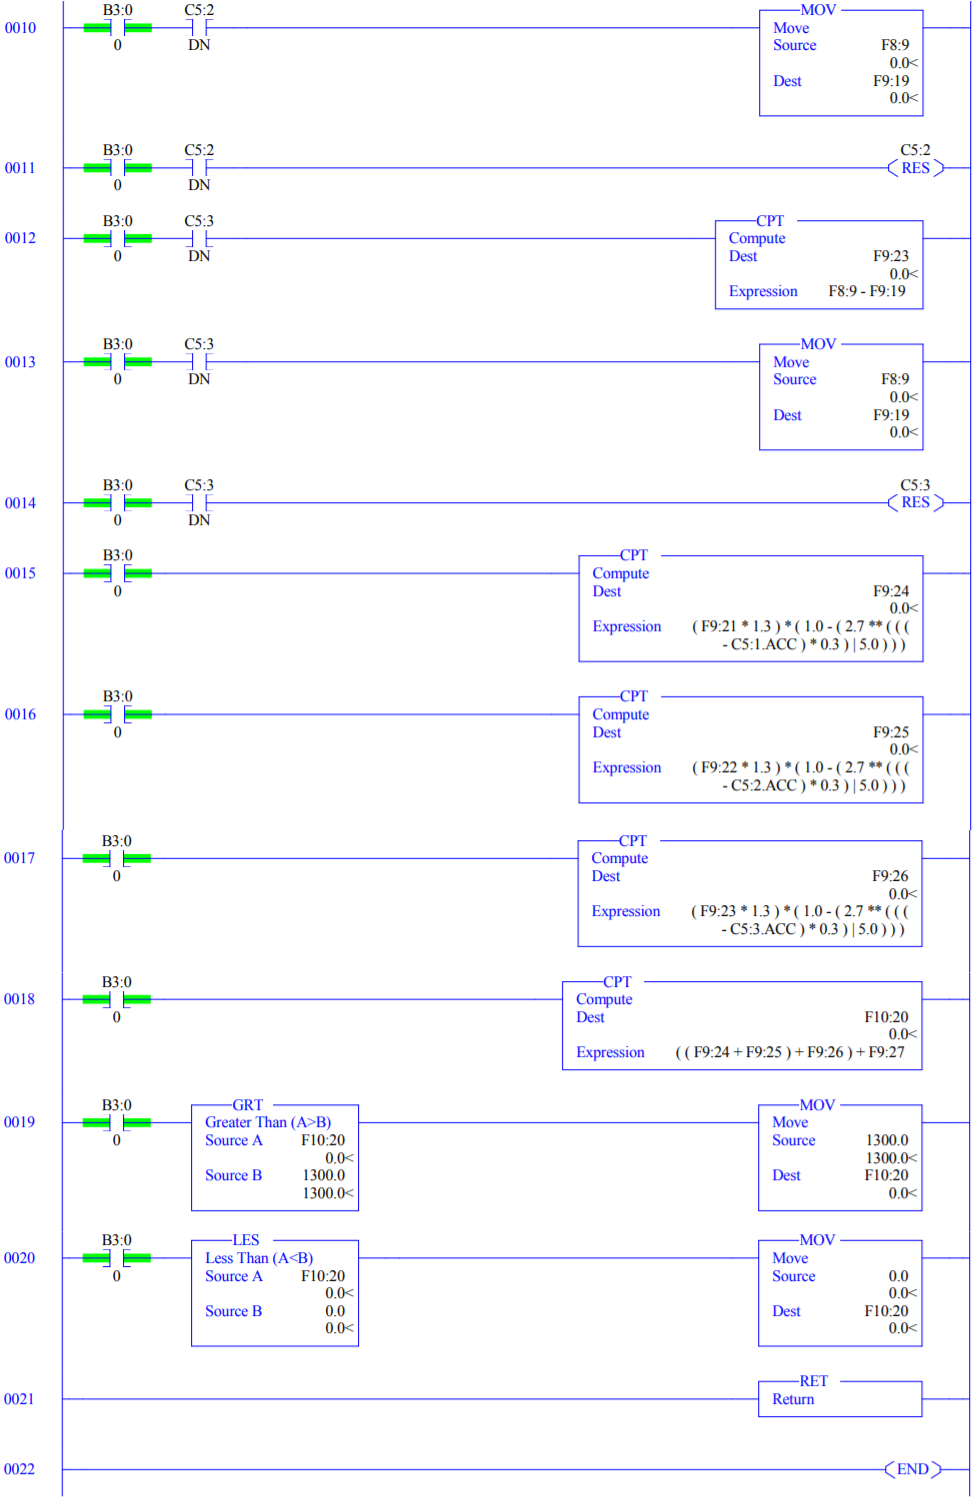 B3:0 C5:2 MOV
0010 Move
0 DN Source F8:9
0.0<
Dest F9:19
0.0<
B3:0 C5:2 C5:2
0011 RES
0 DN
B3:0 C5:3 CPT
0012 Compute
0 DN Dest F9:23
0.0<
Expression F8:9 - F9:19
B3:0 C5:3 MOV
0013 Move
0 DN Source F8:9
0.0<
Dest F9:19
0.0<
B3:0 C5:3 C5:3
0014 RES
0 DN
B3:0 CPT
0015 Compute
0 Dest F9:24
0.0<
Expression ( F9:21 * 1.3 ) * ( 1.0 - ( 2.7 ** ( ( (
- C5:1.ACC ) * 0.3 ) | 5.0 ) ) )
B3:0 CPT
0016 Compute
0 Dest F9:25
0.0<
Expression ( F9:22 * 1.3 ) * ( 1.0 - ( 2.7 ** ( ( (
- C5:2.ACC ) * 0.3 ) | 5.0 ) ) )
B3:0 CPT
0017 Compute
0 Dest F9:26
0.0<
Expression ( F9:23 * 1.3 ) * ( 1.0 - ( 2.7 ** ( ( (
- C5:3.ACC ) * 0.3 ) | 5.0 ) ) )
B3:0 CPT
0018 Compute
0 Dest F10:20
0.0<
Expression ( ( F9:24 + F9:25 ) + F9:26 ) + F9:27
B3:0 GRT MOV
0019 Greater Than (A>B) Move
0 Source A F10:20 Source 1300.0
0.0< 1300.0<
Source B 1300.0 Dest F10:20
1300.0< 0.0<
B3:0 LES MOV
0020 Less Than (A<B) Move
0 Source A F10:20 Source 0.0
0.0< 0.0<
Source B 0.0 Dest F10:20
0.0< 0.0<
RET
0021 Return
0022 END